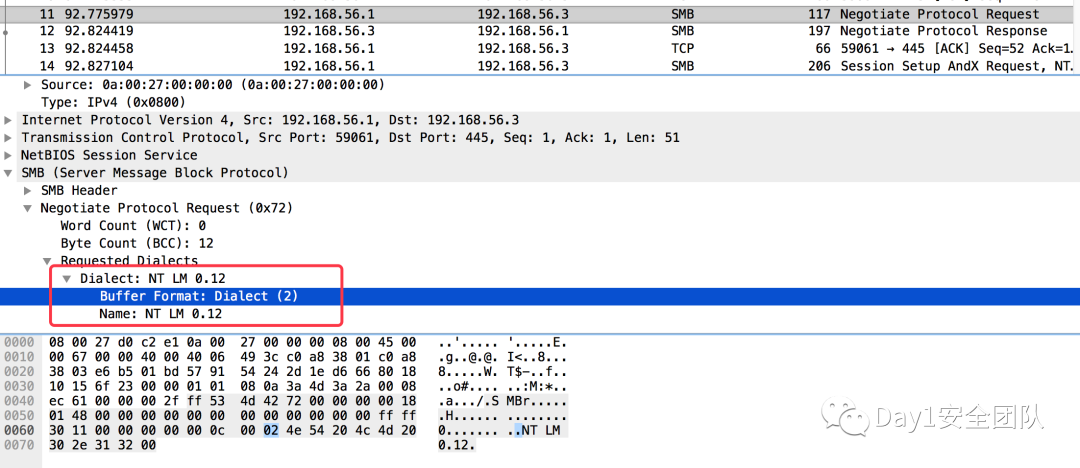 11 92.775979 192.168.56.1 192.168.56.3 SMB 117 Negotiate Protocol Request
12 92.824419 192.168.56.3 192.168.56.1 SMB 197 Negotiate Protocol Response
13 92.824458 192.168.56.1 192.168.56.3 TCP 66 59061 → 445 [ACK] Seq=52 Ack=1…
14 92.827104 192.168.56.1 192.168.56.3 SMB 206 Session Setup AndX Request, NT…
Source: 0a:00:27:00:00:00 (0a:00:27:00:00:00)
Type: IPv4 (0x0800)
Internet Protocol Version 4, Src: 192.168.56.1, Dst: 192.168.56.3
Transmission Control Protocol, Src Port: 59061, Dst Port: 445, Seq: 1, Ack: 1, Len: 51
NetBIOS Session Service
SMB (Server Message Block Protocol)
SMB Header
Negotiate Protocol Request (0x72)
Word Count (WCT): 0
Byte Count (BCC): 12
Requested Dialects
Dialect: NT LM 0.12
Buffer Format: Dialect (2)
Name: NT LM 0.12
0000 08 00 27 d0 c2 e1 0a 00 27 00 00 00 08 00 45 00 ..'..... '.....E.
0010 00 67 00 00 40 00 40 06 49 3c c0 a8 38 01 c0 a8 .g..@.@. I<..8...
0020 38 03 e6 b5 01 bd 57 91 54 24 2d 1e d6 66 80 18 8.....W. T$-..f..
0030 10 15 6f 23 00 00 01 01 08 0a 3a 4d 3a 2a 00 08 ..o#.... ..:M:*..
0040 ec 61 00 00 00 2f ff 53 4d 42 72 00 00 00 00 18 .a.../.S MBr.....
0050 01 48 00 00 00 00 00 00 00 00 00 00 00 00 ff ff .H...... ........
0060 30 11 00 00 00 00 00 0c 00 02 4e 54 20 4c 4d 20 0....... ..NT LM
0070 30 2e 31 32 00 0.12.
Day1安全团队